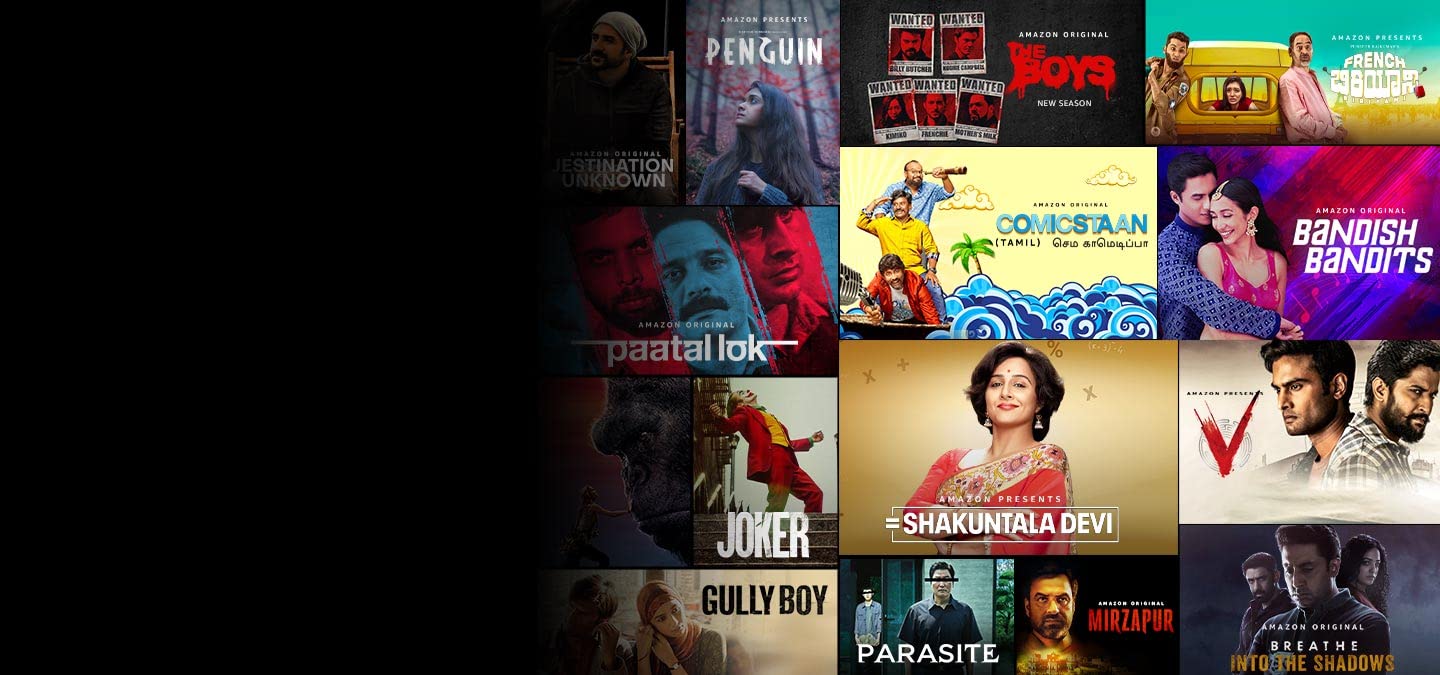 AMAZON ORIGINAL
DESTINATION
UNKNOWN
AMAZON PRESENTS
PENGUIN
WANTED
WANTED
BILLY BUTCHER
HUGHIE CAMPBELL
WANTED
WANTED
WANTED
KIMIKO
FRENCHIE
MOTHER'S MILK
AMAZON ORIGINAL
THE
BOYS
NEW SEASON
AMAZON PRESENTS
FRENCH
AMAZON ORIGINAL
paatal lok
AMAZON ORIGINAL
COMICSTAAN
(TAMIL) செம காமெடிப்பா
AMAZON ORIGINAL
BANDISH
BANDITS
JOKER
AMAZON PRESENTS
=SHAKUNTALA DEVI
AMAZON PRESENTS
V
GULLY BOY
PARASITE
AMAZON ORIGINAL
MIRZAPUR
AMAZON ORIGINAL
BREATHE
INTO THE SHADOWS